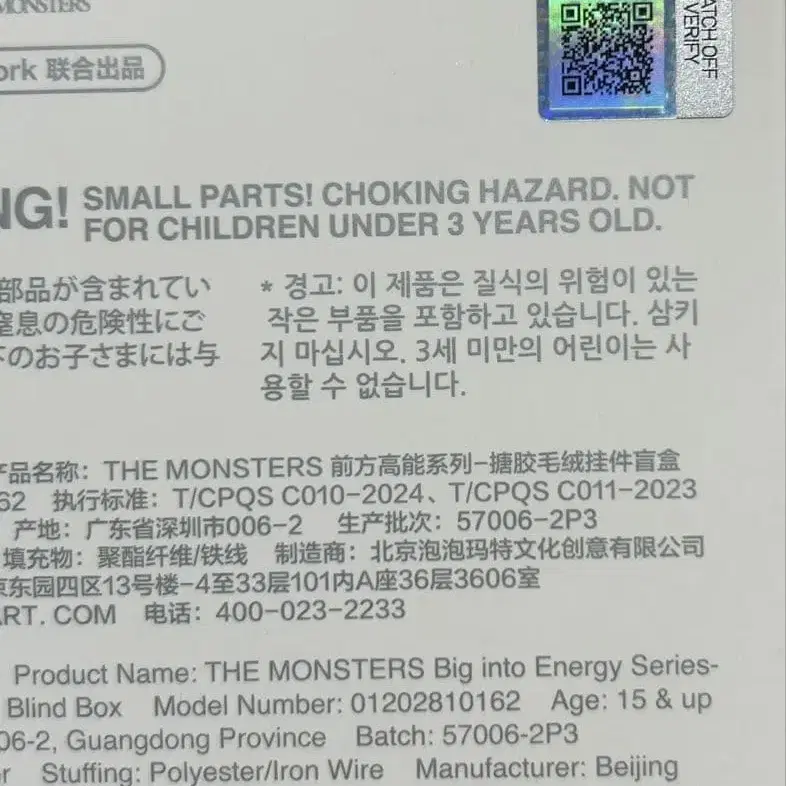 MONSTERS
ork 联合出品
ATCH OFF
VERIFY
NG! SMALL PARTS! CHOKING HAZARD. NOT
FOR CHILDREN UNDER 3 YEARS OLD.
部品が含まれてい
窒息の危険性にご
下のお子さまには与
* 경고: 이 제품은 질식의 위험이 있는
작은 부품을 포함하고 있습니다. 삼키
지 마십시오. 3세 미만의 어린이는 사
용할 수 없습니다.
产品名称: THE MONSTERS 前方高能系列-搪胶毛绒挂件盲盒
62 执行标准: T/CPQS C010-2024、T/CPQS C011-2023
产地: 广东省深圳市006-2 生产批次: 57006-2P3
填充物: 聚酯纤维/铁线 制造商: 北京泡泡玛特文化创意有限公司
京东园四区13号楼-4至33层101内A座36层3606室
ART. COM 电话: 400-023-2233
Product Name: THE MONSTERS Big into Energy Series-
Blind Box Model Number: 01202810162 Age: 15 & up
06-2, Guangdong Province Batch: 57006-2P3
r Stuffing: Polyester/Iron Wire Manufacturer: Beijing